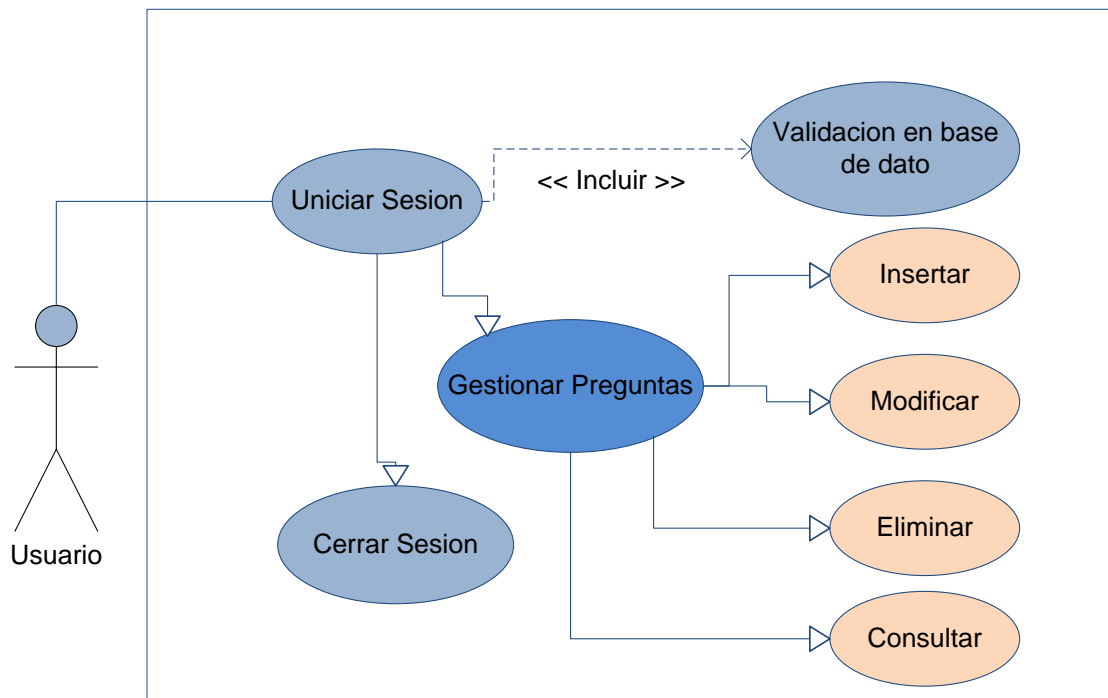 Validacion en base
de dato
<< Incluir >>
Uniciar Sesion
Insertar
Gestionar Preguntas
Modificar
Cerrar Sesion
Eliminar
Usuario
Consultar